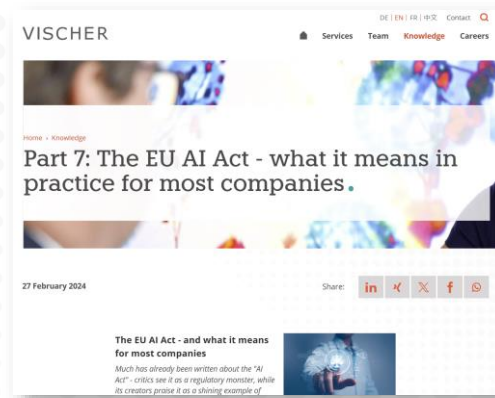 DE | EN | FR | 中文 Contact
VISCHER
Services Team Knowledge Careers
Home › Knowledge
Part 7: The EU AI Act - what it means in
practice for most companies.
27 February 2024
Share:
The EU AI Act - and what it means
for most companies
Much has already been written about the "AI
Act" - critics see it as a regulatory monster, while
its creators praise it as a shining example of